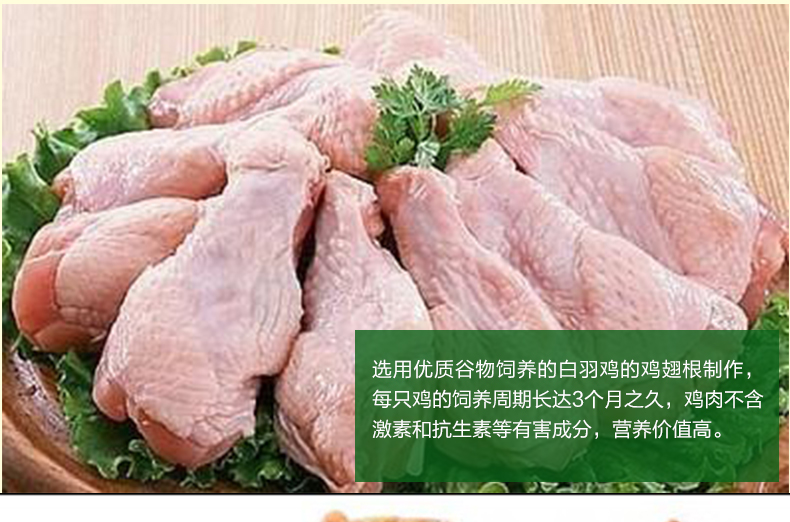 选用优质谷物饲养的白羽鸡的鸡翅根制作，
每只鸡的饲养周期长达3个月之久，鸡肉不含
激素和抗生素等有害成分，营养价值高。